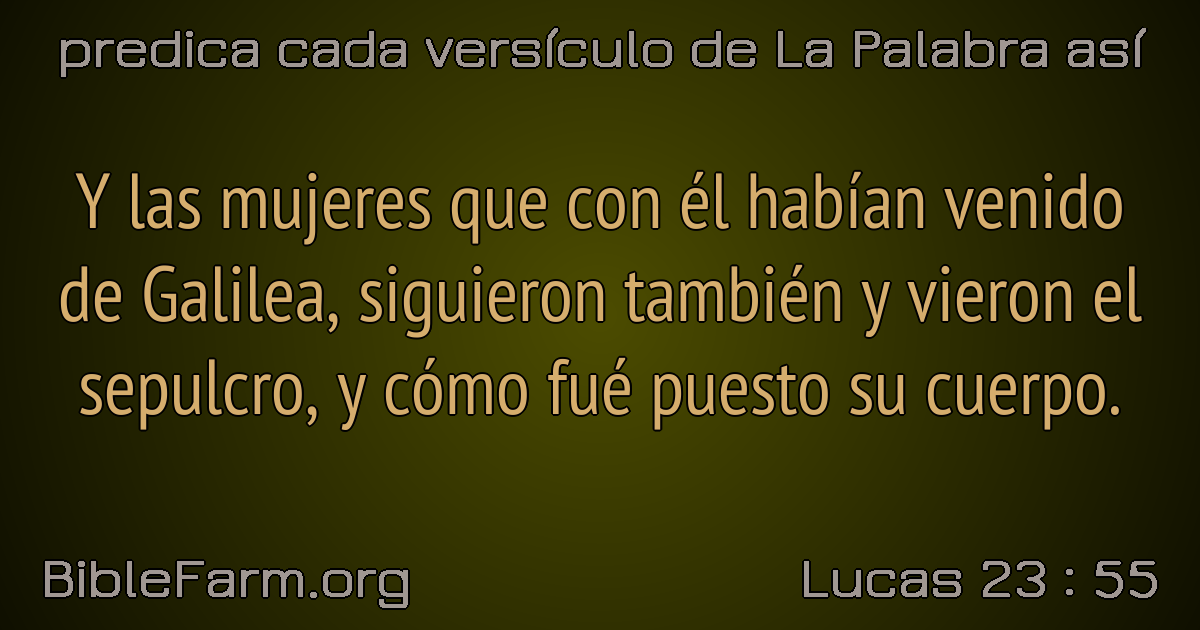 predica cada versículo de La Palabra así
Y las mujeres que con él habían venido
de Galilea, siguieron también y vieron el
sepulcro, y cómo fué puesto su cuerpo.
BibleFarm.org
Lucas 23 : 55